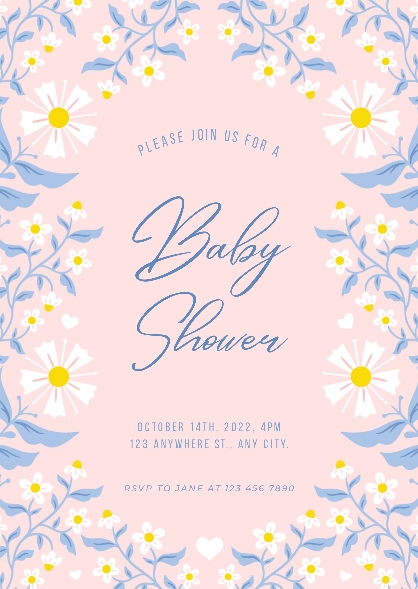 PLEASE JOIN US FOR A
Baby
Shower
OCTOBER 14TH. 2022, 4PM
123 ANYWHERE ST.. ANY CITY.
RSVP TO JANE AT 123 456 7890